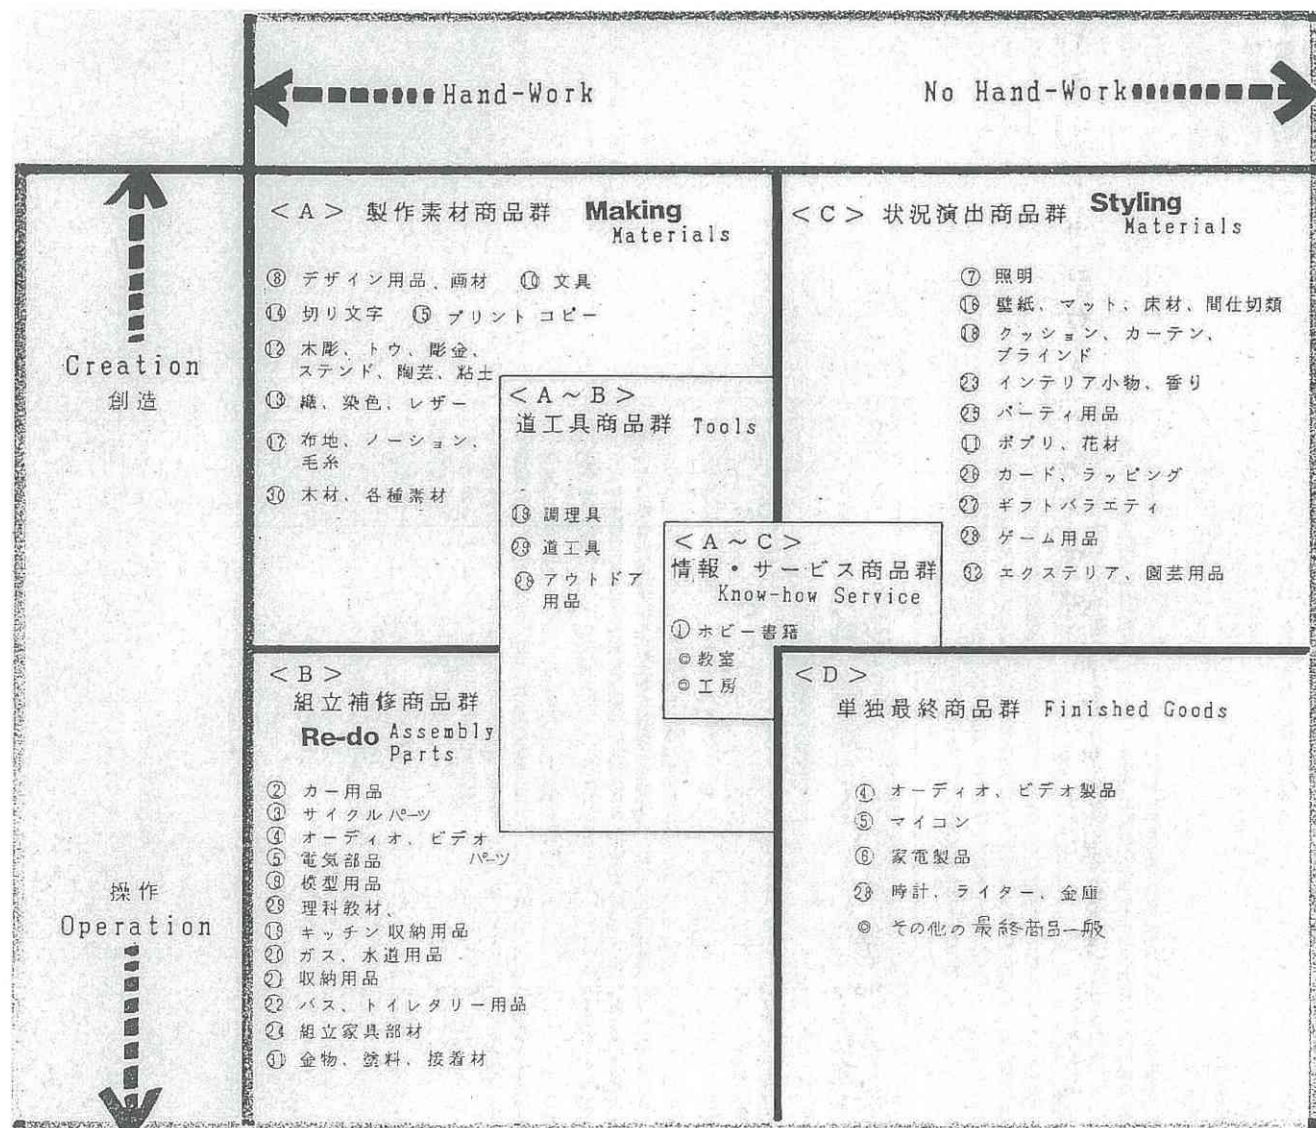 Hand-Work
No Hand-Work
Creation
創造
操作
Operation
<A> 製作素材商品群 Making
Materials
⑧ デザイン用品、画材 ⑩ 文具
⑭ 切り文字 ⑮ プリントコピー
⑫ 木彫、トウ、彫金、
ステンド、陶芸、粘土
⑬ 織、染色、レザー
⑰ 布地、ノーション、
毛糸
㉚ 木材、各種素材
<A~B>
道工具商品群 Tools
⑲ 調理具
㉙ 道工具
アウトドア
用品
<A~C>
情報・サービス商品群
Know-how Service
① ホビー書籍
◎ 教室
◎ 工房
<C> 状況演出商品群 Styling
Materials
⑦ 照明
⑯ 壁紙、マット、床材、間仕切類
⑱ クッション、カーテン、
ブラインド
㉓ インテリア小物、香り
㉕ パーティ用品
⑪ ポプリ、花材
㉖ カード、ラッピング
㉗ ギフトバラエティ
㉘ ゲーム用品
㉜ エクステリア、園芸用品
<B>
組立補修商品群
Re-do Assembly
Parts
② カー用品
③ サイクルパーツ
④ オーディオ、ビデオ
パーツ
⑤ 電気部品
⑨ 模型用品
理科教材、
⑲ キッチン収納用品
⑳ ガス、水道用品
㉑ 収納用品
㉒ バス、トイレタリー用品
㉔ 組立家具部材
㉛ 金物、塗料、接着材
<D>
単独最終商品群 Finished Goods
④ オーディオ、ビデオ製品
⑤ マイコン
⑥ 家電製品
時計、ライター、金庫
◎ その他の最終商品一般